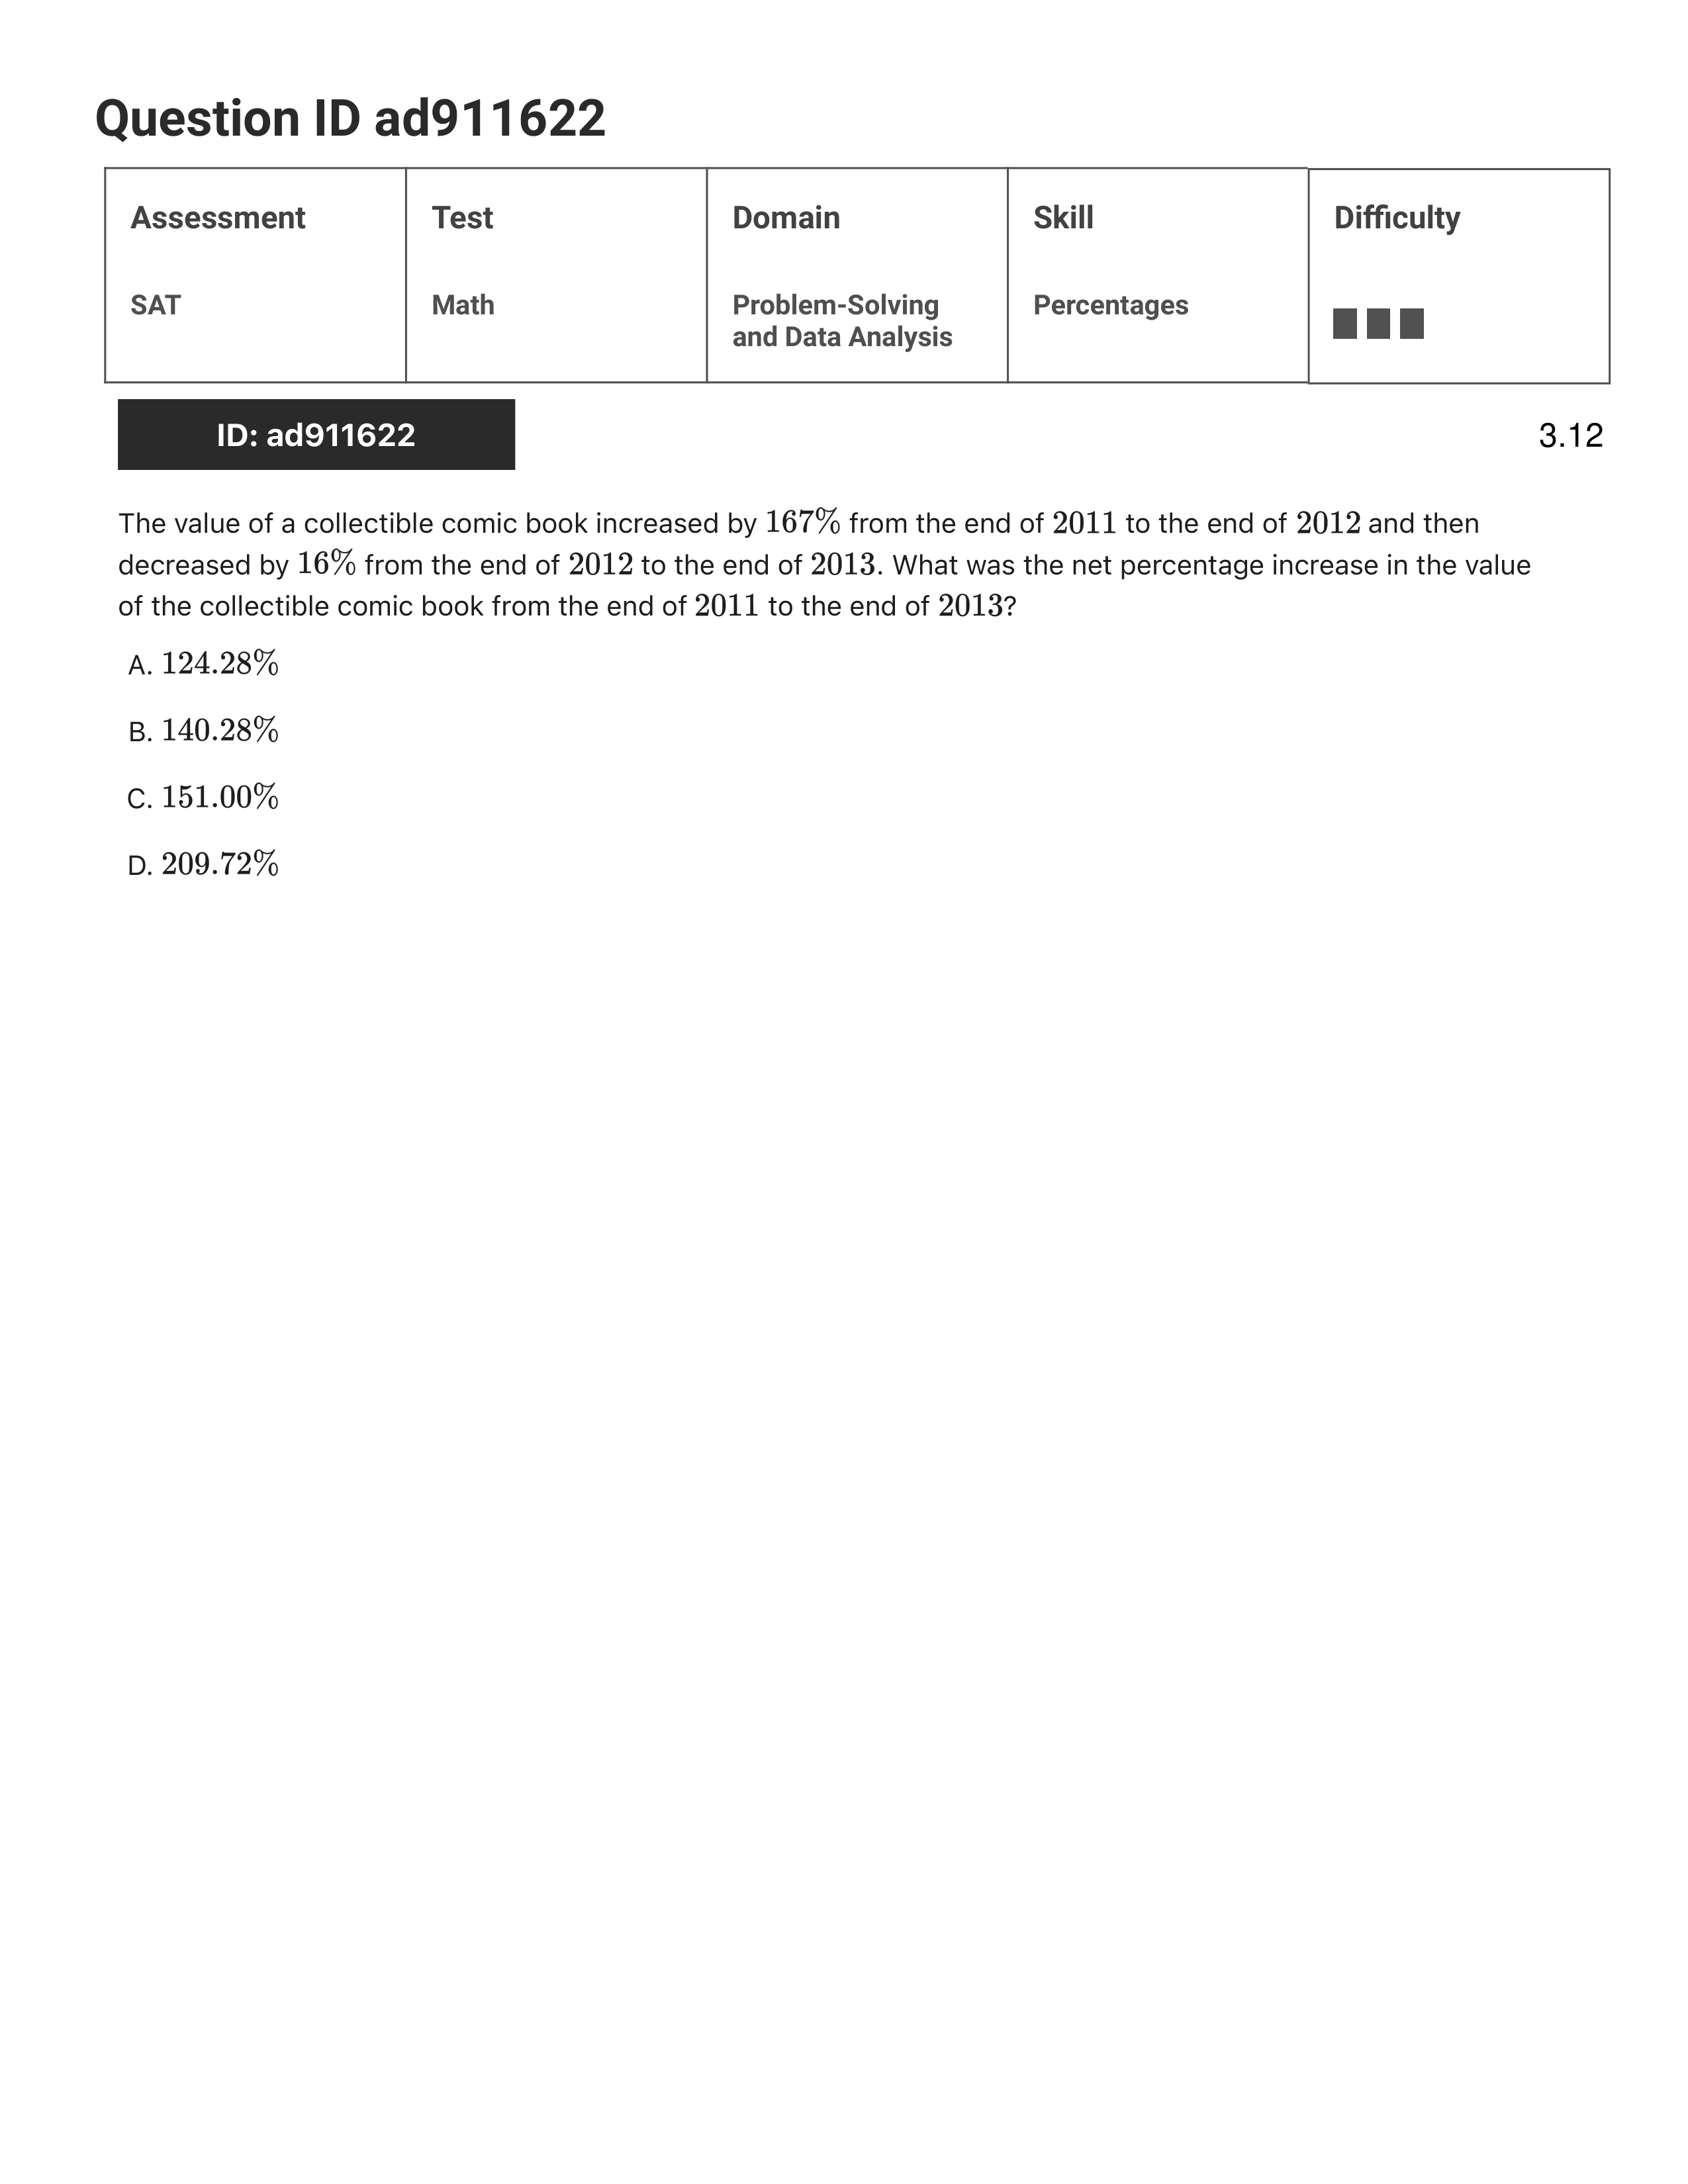 Question ID ad911622
Assessment
Test
Domain
Skill
Difficulty
SAT
Math
Problem-Solving
and Data Analysis
Percentages
ID: ad911622
3.12
The value of a collectible comic book increased by 167% from the end of 2011 to the end of 2012 and then
decreased by 16% from the end of 2012 to the end of 2013. What was the net percentage increase in the value
of the collectible comic book from the end of 2011 to the end of 2013?
A. 124.28%
B. 140.28%
C. 151.00%
D. 209.72%